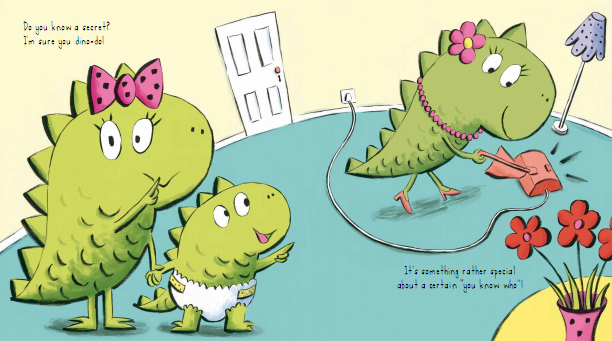 Do you know a secret?
I'm sure you dino-do!
It's something rather special
about a certain "you know who"!